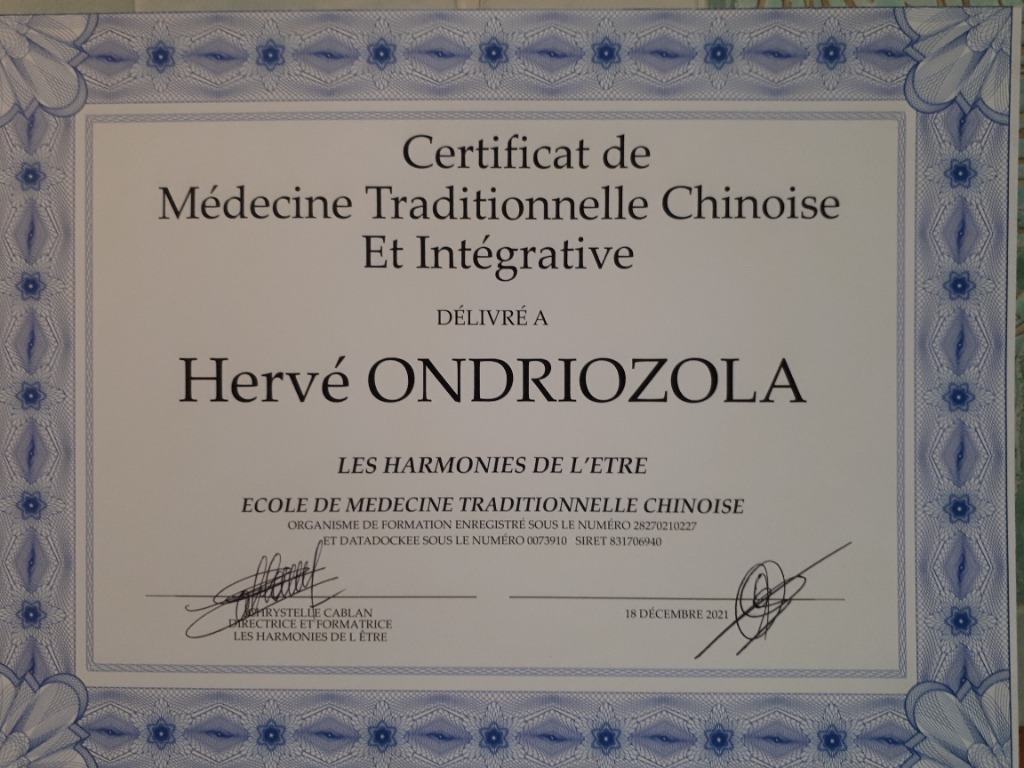 Certificat de
Médecine Traditionnelle Chinoise
Et Intégrative
DÉLIVRÉ A
Hervé ONDRIOZOLA
LES HARMONIES DE L'ETRE
ECOLE DE MEDECINE TRADITIONNELLE CHINOISE
ORGANISME DE FORMATION ENREGISTRÉ SOUS LE NUMÉRO 28270210227
ET DATADOCKEE SOUS LE NUMÉRO 0073910 SIRET 831706940
CHRYSTELLE CABLAN
DIRECTRICE ET FORMATRICE
LES HARMONIES DE L ÊTRE
18 DÉCEMBRE 2021